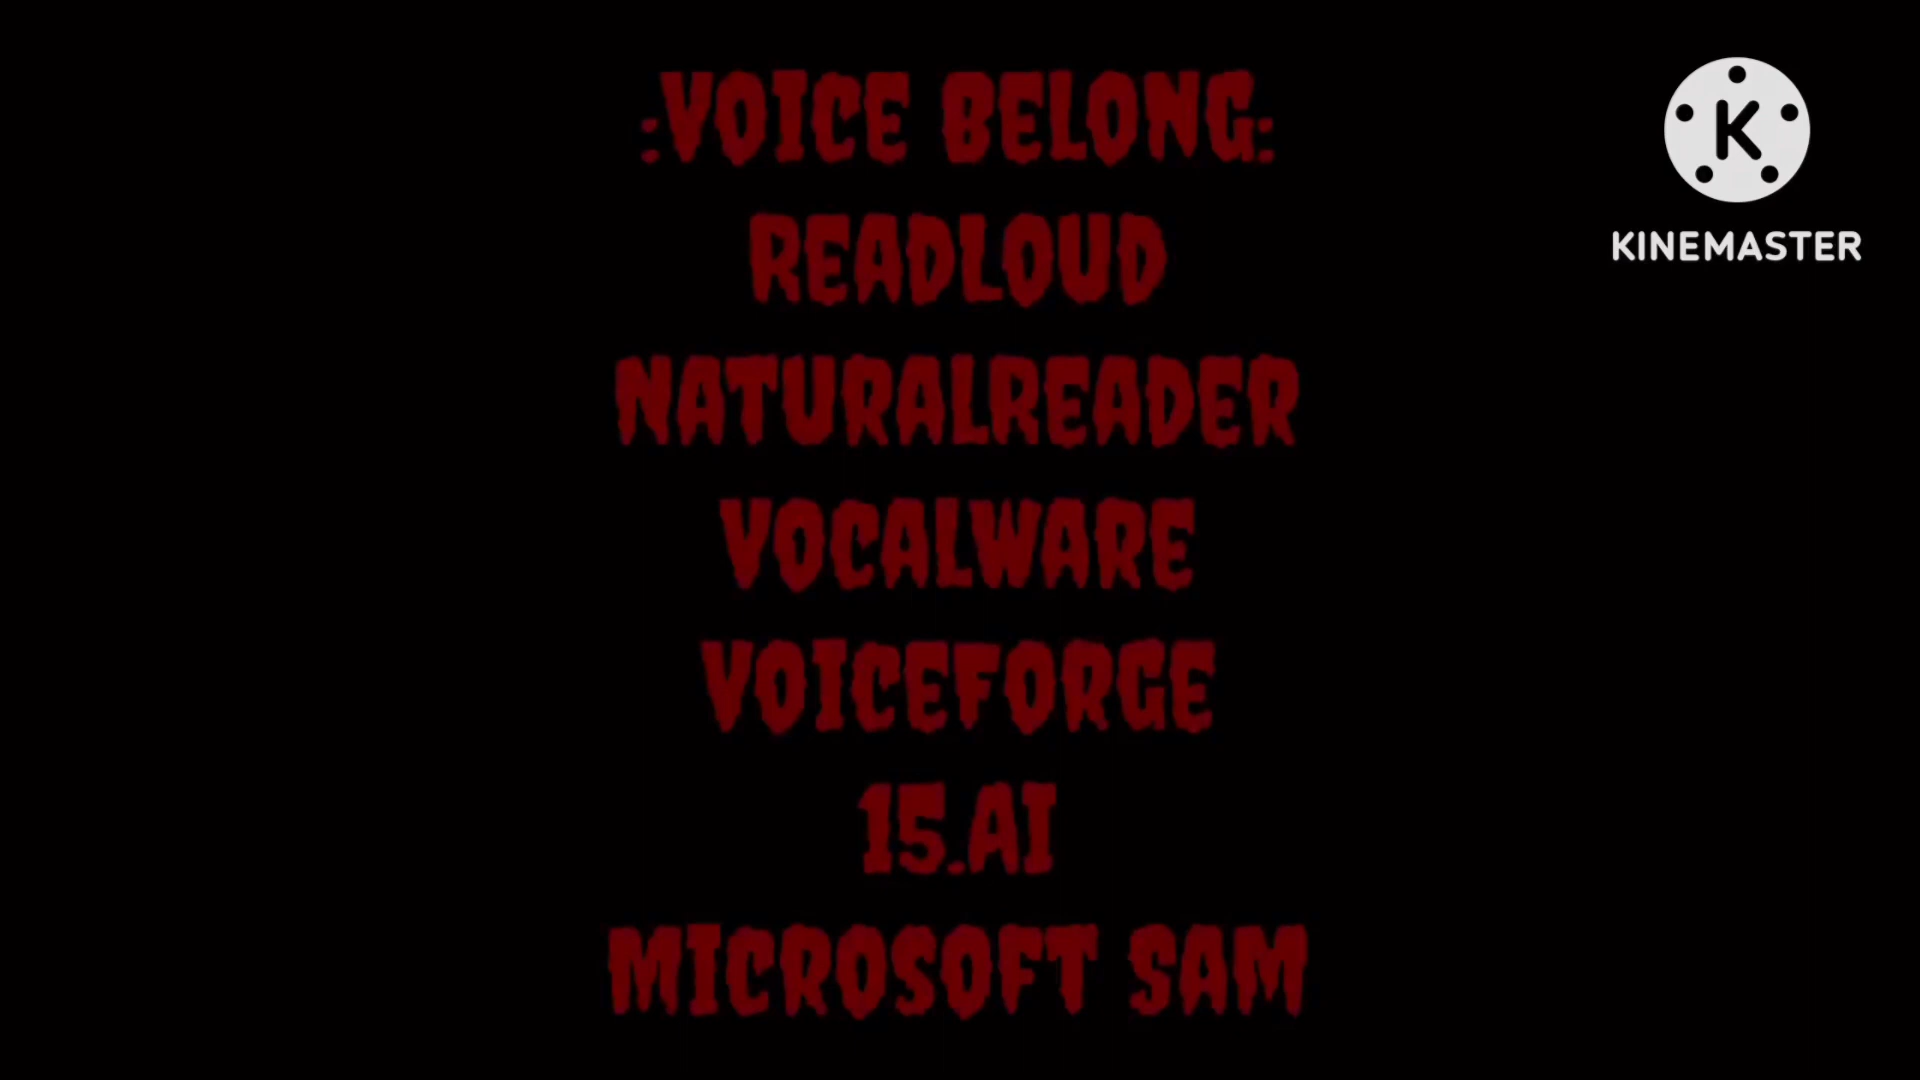 :VOICE BELONG:
READLOUD
NATURALREADER
VOCALWARE
VOICEFORGE
15.AI
MICROSOFT SAM
K
KINEMASTER